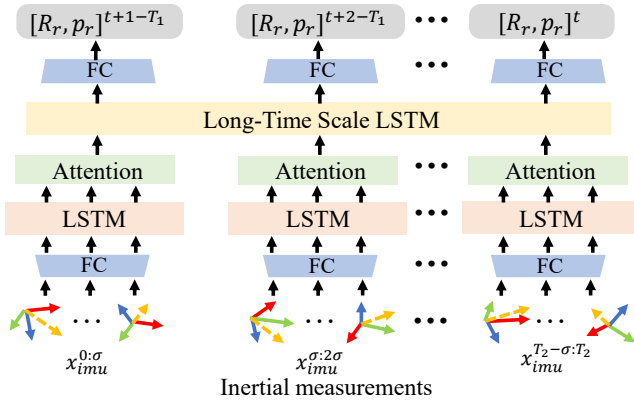 [R_r, p_r]^{t+1-T_1} [R_r, p_r]^{t+2-T_1} ••• [R_r, p_r]^t
FC FC ••• FC
Long-Time Scale LSTM
Attention Attention ••• Attention
LSTM LSTM ••• LSTM
FC FC ••• FC
••• ••• ••• •••
x_{imu}^{0:σ} x_{imu}^{σ:2σ} x_{imu}^{T_2-σ:T_2}
Inertial measurements